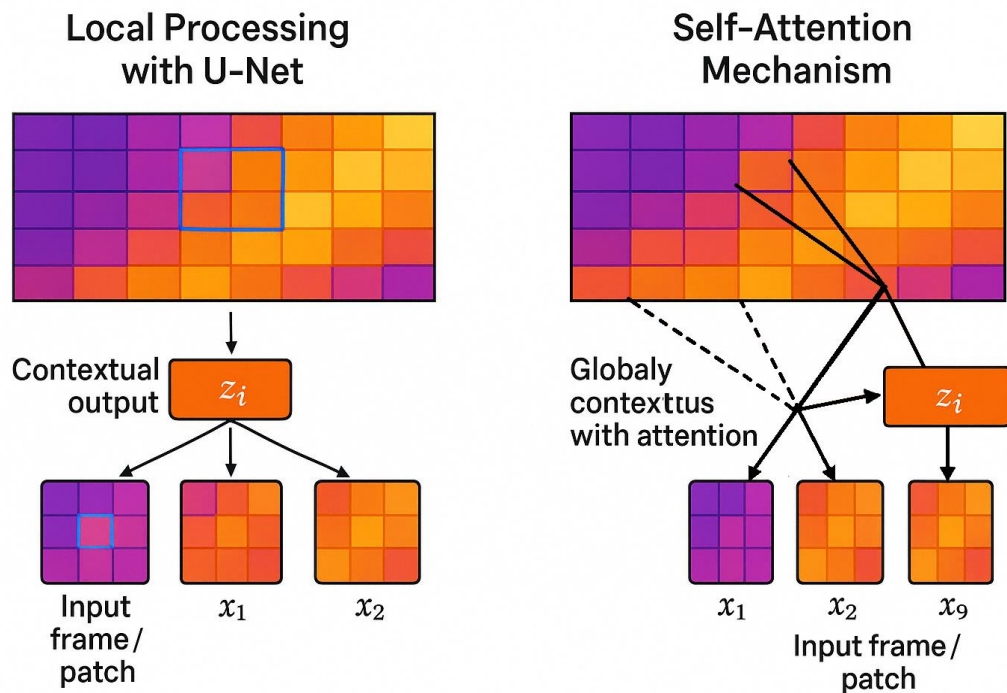 Local Processing
with U-Net
Contextual
output
z_i
Input
frame/
patch
x_1
x_2
Self-Attention
Mechanism
Globaly
contextɩus
with attention
z_i
x_1
x_2
x_9
Input frame/
patch